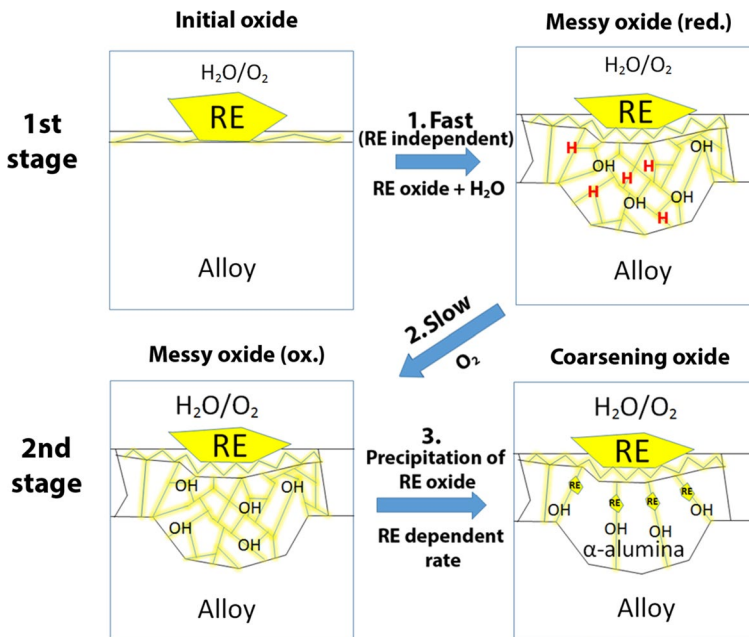 Initial oxide
Messy oxide (red.)
1st
stage
H₂O/O₂
RE
Alloy
1. Fast
(RE independent)
RE oxide + H₂O
H₂O/O₂
RE
H
OH
OH
H
H
H
OH
OH
H
Alloy
2. Slow
O₂
Messy oxide (ox.)
Coarsening oxide
2nd
stage
H₂O/O₂
RE
OH
OH
OH
OH
OH
Alloy
3.
Precipitation of
RE oxide
RE dependent
rate
H₂O/O₂
RE
RE
RE
RE
RE
OH
OH
OH
OH
α-alumina
Alloy